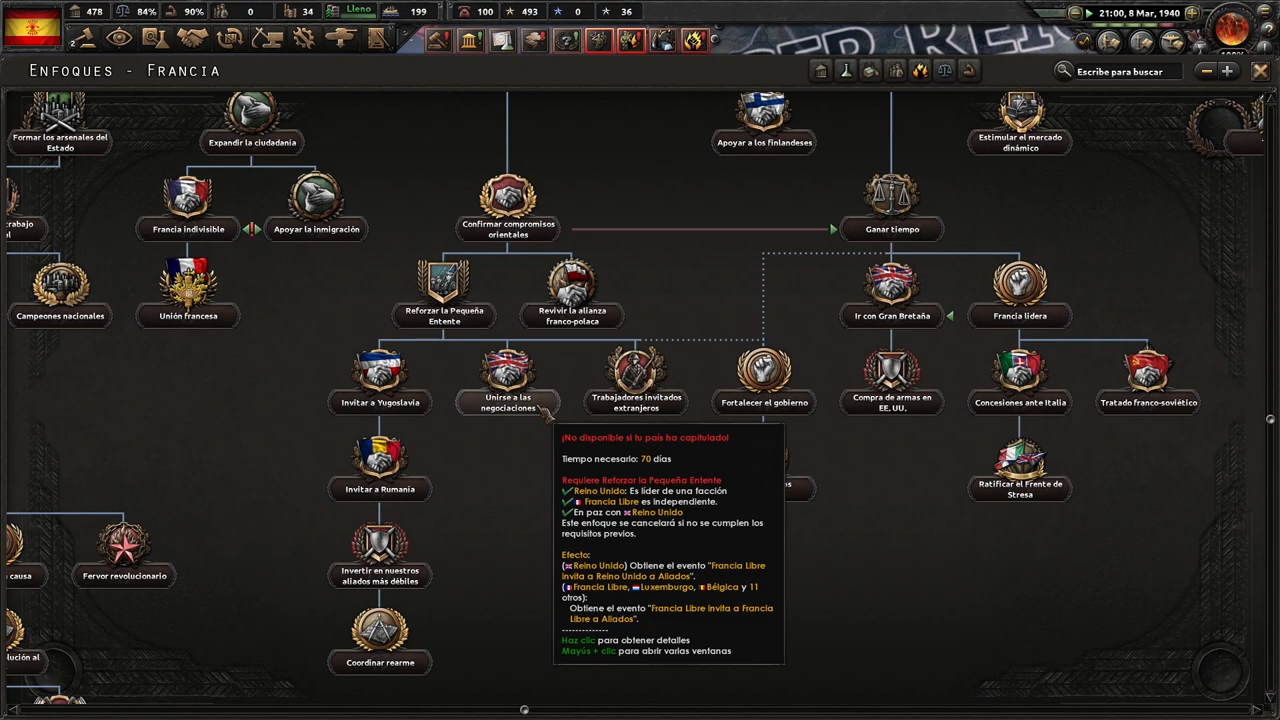 478
84%
90%
0
34
Lleno
199
100
493
0
36
21:00, 8 Mar, 1940
2
100%
Enfoques - Francia
Escribe para buscar
Formar los arsenales del
Estado
Expandir la ciudadanía
Apoyar a los finlandeses
Estimular el mercado
dinámico
trabajo
al
Francia indivisible
Apoyar la inmigración
Confirmar compromisos
orientales
Ganar tiempo
Campeones nacionales
Unión francesa
Reforzar la Pequeña
Entente
Revivir la alianza
franco-polaca
Ir con Gran Bretaña
Francia lidera
Invitar a Yugoslavia
Unirse a las
negociaciones
Trabajadores invitados
extranjeros
Fortalecer el gobierno
Compra de armas en
EE. UU.
Concesiones ante Italia
Tratado franco-soviético
¡No disponible si tu país ha capitulado!
Tiempo necesario: 70 días
Requiere Reforzar la Pequeña Entente
Reino Unido: Es líder de una facción
Francia Libre es independiente.
En paz con Reino Unido
Este enfoque se cancelará si no se cumplen los
requisitos previos.
Efecto:
(Reino Unido) Obtiene el evento "Francia Libre
invita a Reino Unido a Aliados".
(Francia Libre, Luxemburgo, Bélgica y 11
otros):
Obtiene el evento "Francia Libre invita a Francia
Libre a Aliados".
--------------
Haz clic para obtener detalles
Mayús + clic para abrir varias ventanas
Invitar a Rumania
os
Ratificar el Frente de
Stresa
causa
Fervor revolucionario
Invertir en nuestros
aliados más débiles
olución al
Coordinar rearme